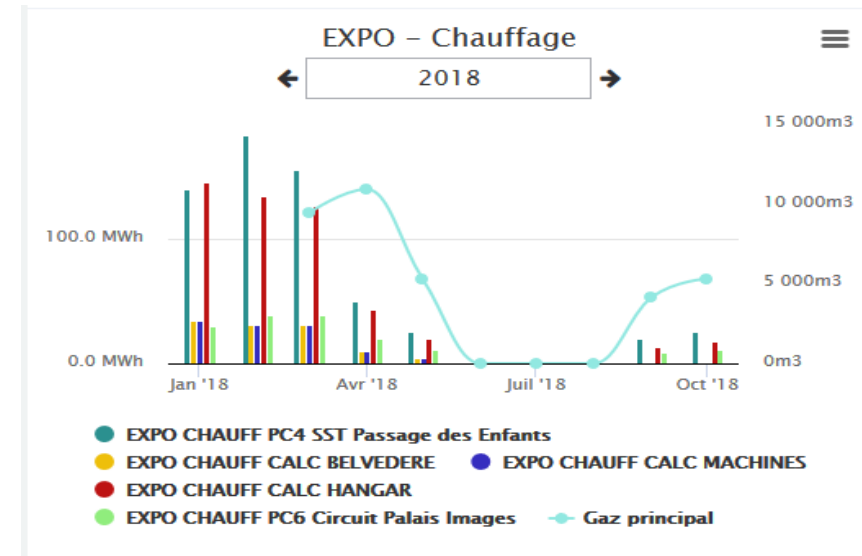 EXPO – Chauffage
2018
15 000m3
10 000m3
100.0 MWh
5 000m3
0.0 MWh
0m3
Jan '18 Avr '18 Juil '18 Oct '18
EXPO CHAUFF PC4 SST Passage des Enfants
EXPO CHAUFF CALC BELVEDERE EXPO CHAUFF CALC MACHINES
EXPO CHAUFF CALC HANGAR
EXPO CHAUFF PC6 Circuit Palais Images Gaz principal